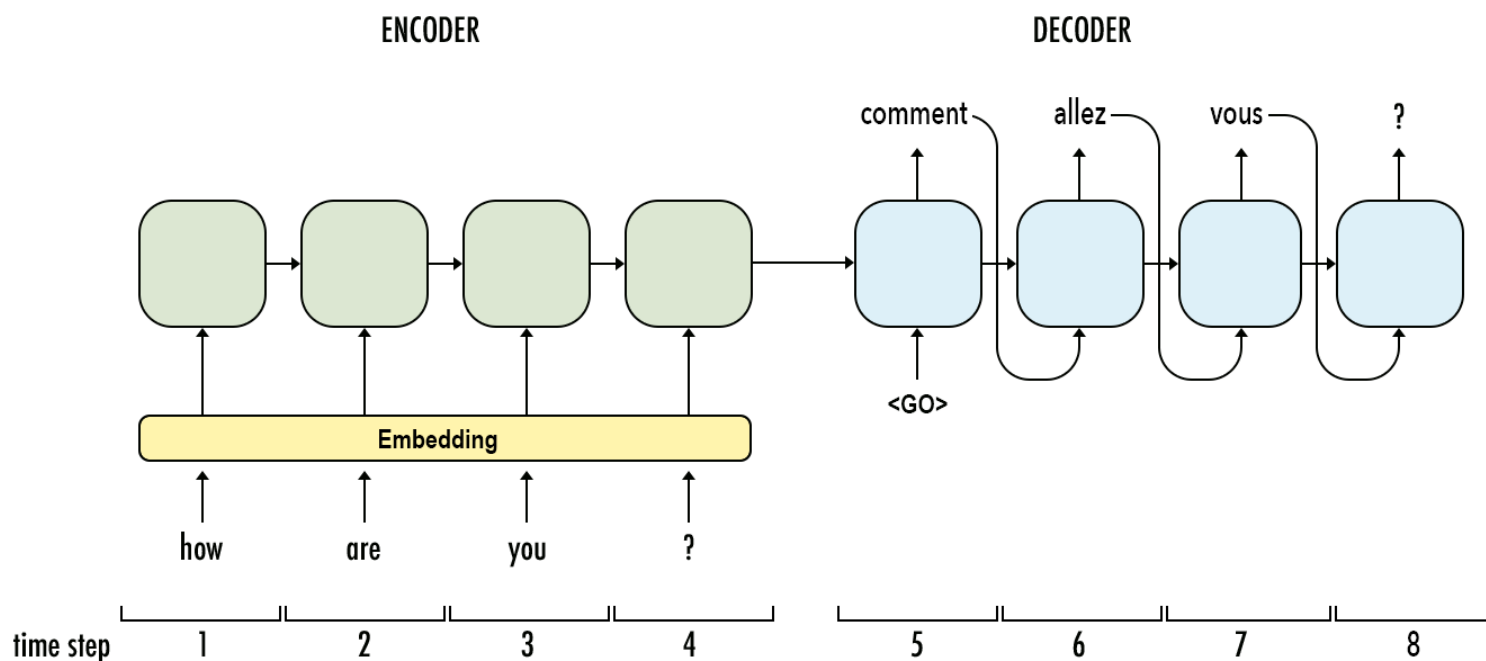 ENCODER DECODER
comment allez vous ?
<GO>
Embedding
how are you ?
time step 1 2 3 4 5 6 7 8